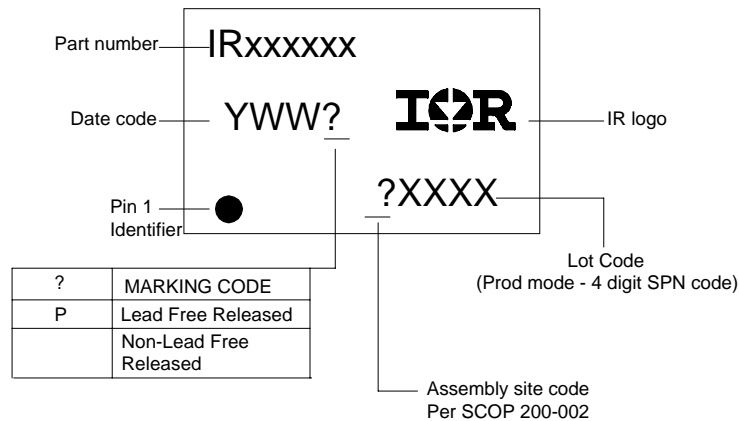 Part number
IRxxxxxx
Date code
YWW?
IOR
IR logo
?XXXX
Pin 1
Identifier
Lot Code
(Prod mode - 4 digit SPN code)
? MARKING CODE
P Lead Free Released
Non-Lead Free
Released
Assembly site code
Per SCOP 200-002